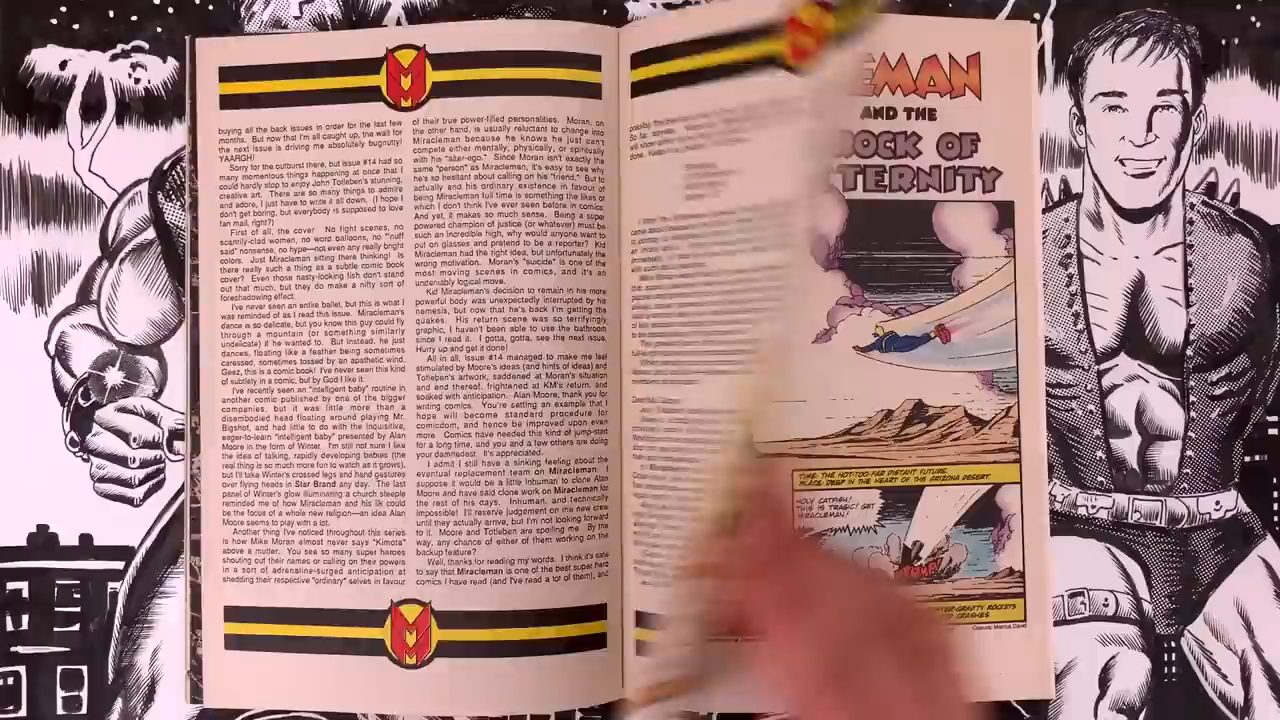 buying all the back issues in order for the last few
months. But now that I'm all caught up, the wait for
the next issue is driving me absolutely bugnutty!
YAARGH!
Sorry for the outburst there, but issue #14 had so
many momentous things happening at once that I
could hardly stop to enjoy John Totleben's stunning,
creative art. There are so many things to admire
and adore, I just have to write it all down. (I hope I
don't get boring, but everybody is supposed to love
fan mail, right?)
First of all, the cover. No fight scenes, no
scantily-clad women, no word balloons, no "nuff
said" nonsense, no hype—not even any really bright
colors. Just Miracleman sitting there thinking! Is
there really such a thing as a subtle comic book
cover? Even those nasty-looking fish don't stand
out that much, but they do make a nifty sort of
foreshadowing effect.
I've never seen an entire ballet, but this is what I
was reminded of as I read this issue. Miracleman's
dance is so delicate, but you know this guy could fly
through a mountain (or something similarly
undelicate) if he wanted to. But instead, he just
dances, floating like a feather being sometimes
caressed, sometimes tossed by an apathetic wind.
Geez, this is a comic book! I've never seen this kind
of subtlety in a comic, but by God I like it.
I've recently seen an "intelligent baby" routine in
another comic published by one of the bigger
companies, but it was little more than a
disembodied head floating around playing Mr.
Bigshot, and had little to do with the inquisitive,
eager-to-learn "intelligent baby" presented by Alan
Moore in the form of Winter. I'm still not sure I like
the idea of talking, rapidly developing babies (the
real thing is so much more fun to watch as it grows),
but I'll take Winter's crossed legs and hand gestures
over flying heads in Star Brand any day. The last
panel of Winter's glow illuminating a church steeple
reminded me of how Miracleman and his ilk could
be the focus of a whole new religion—an idea Alan
Moore seems to play with a lot.
Another thing I've noticed throughout this series
is how Mike Moran almost never says "Kimota"
above a mutter. You see so many super heroes
shouting out their names or calling on their powers
in a sort of adrenaline-surged anticipation at
shedding their respective "ordinary" selves in favour
of their true power-filled personalities. Moran, on
the other hand, is usually reluctant to change into
Miracleman because he knows he just can't
compete either mentally, physically, or spiritually
with his "alter-ego." Since Moran isn't exactly the
same "person" as Miracleman, it's easy to see why
he's so hesitant about calling on his "friend." But to
actually end his ordinary existence in favour of
being Miracleman full time is something the likes of
which I don't think I've ever seen before in comics.
And yet, it makes so much sense. Being a super
powered champion of justice (or whatever) must be
such an incredible high, why would anyone want to
put on glasses and pretend to be a reporter? Kid
Miracleman had the right idea, but unfortunately the
wrong motivation. Moran's "suicide" is one of the
most moving scenes in comics, and it's an
undeniably logical move.
Kid Miracleman's decision to remain in his more
powerful body was unexpectedly interrupted by his
nemesis, but now that he's back I'm getting the
quakes. His return scene was so terrifyingly
graphic, I haven't been able to use the bathroom
since I read it. I gotta, gotta, see the next issue.
Hurry up and get it done!
All in all, issue #14 managed to make me feel
stimulated by Moore's ideas (and hints of ideas) and
Totleben's artwork, saddened at Moran's situation
and end thereof, frightened at KM's return, and
soaked with anticipation. Alan Moore, thank you for
writing comics. You're setting an example that I
hope will become standard procedure for
comicdom, and hence be improved upon even
more. Comics have needed this kind of jump-start
for a long time, and you and a few others are doing
your damnedest. It's appreciated.
I admit I still have a sinking feeling about the
eventual replacement team on Miracleman. I
suppose it would be a little inhuman to clone Alan
Moore and have said clone work on Miracleman for
the rest of his days. Inhuman, and technically
impossible! I'll reserve judgement on the new crew
until they actually arrive, but I'm not looking forward
to it. Moore and Totleben are spoiling me. By the
way, any chance of either of them working on the
backup feature?
Well, thanks for reading my words. I think it's safe
to say that Miracleman is one of the best super hero
comics I have read (and I've read a lot of them), and
EMAN
AND THE
ROCK OF
TERNITY
TIME: THE NOT-TOO-FAR DISTANT FUTURE.
PLACE: DEEP IN THE HEART OF THE ARIZONA DESERT.
HOLY CATFISH!
THIS IS TRAGIC! GET
MIRACLEMAN!
-GRAVITY ROCKETS
CRASHES